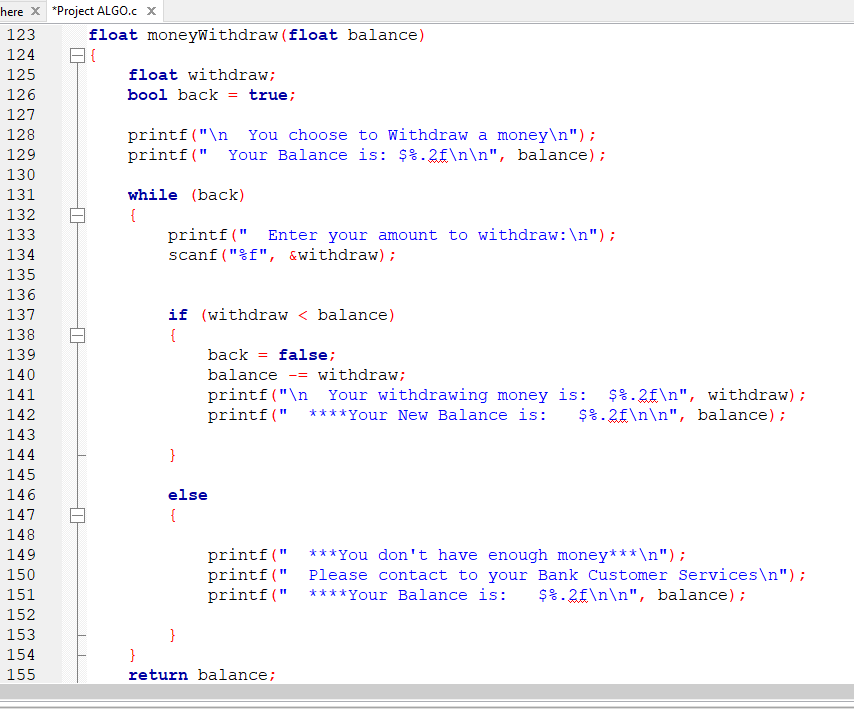 here X *Project ALGO.c X
123 float moneyWithdraw(float balance)
124 {
125 float withdraw;
126 bool back = true;
127
128 printf("\n  You choose to Withdraw a money\n");
129 printf("  Your Balance is: $%.2f\n\n", balance);
130
131 while (back)
132 {
133 printf("  Enter your amount to withdraw:\n");
134 scanf("%f", &withdraw);
135
136
137 if (withdraw < balance)
138 {
139 back = false;
140 balance -= withdraw;
141 printf("\n  Your withdrawing money is:  $%.2f\n", withdraw);
142 printf("  ****Your New Balance is:   $%.2f\n\n", balance);
143
144 }
145
146 else
147 {
148
149 printf("  ***You don't have enough money***\n");
150 printf("  Please contact to your Bank Customer Services\n");
151 printf("  ****Your Balance is:   $%.2f\n\n", balance);
152
153 }
154 }
155 return balance;